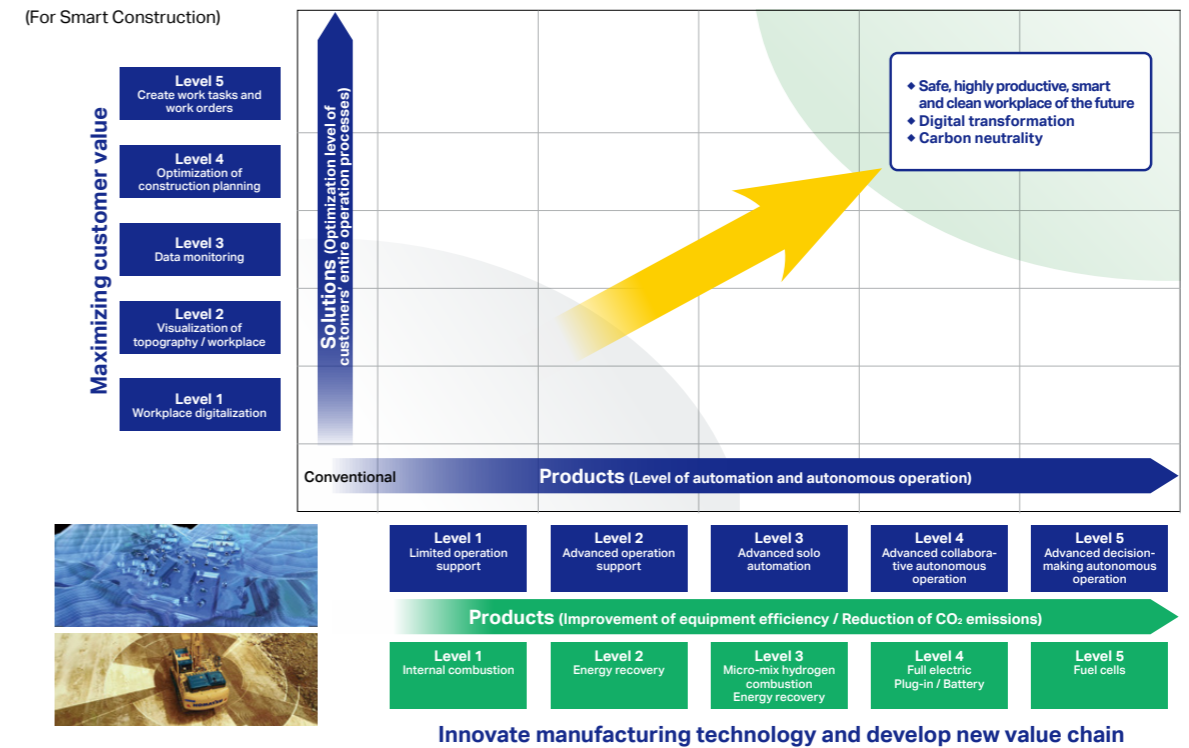 (For Smart Construction)
Maximizing customer value
Level 5
Create work tasks and
work orders
Level 4
Optimization of
construction planning
Level 3
Data monitoring
Level 2
Visualization of
topography / workplace
Level 1
Workplace digitalization
Solutions (Optimization level of
customers' entire operation processes)
◆ Safe, highly productive, smart
and clean workplace of the future
◆ Digital transformation
◆ Carbon neutrality
Conventional
Products (Level of automation and autonomous operation)
Level 1
Limited operation
support
Level 2
Advanced operation
support
Level 3
Advanced solo
automation
Level 4
Advanced collabora-
tive autonomous
operation
Level 5
Advanced decision-
making autonomous
operation
Products (Improvement of equipment efficiency / Reduction of CO₂ emissions)
Level 1
Internal combustion
Level 2
Energy recovery
Level 3
Micro-mix hydrogen
combustion
Energy recovery
Level 4
Full electric
Plug-in / Battery
Level 5
Fuel cells
Innovate manufacturing technology and develop new value chain